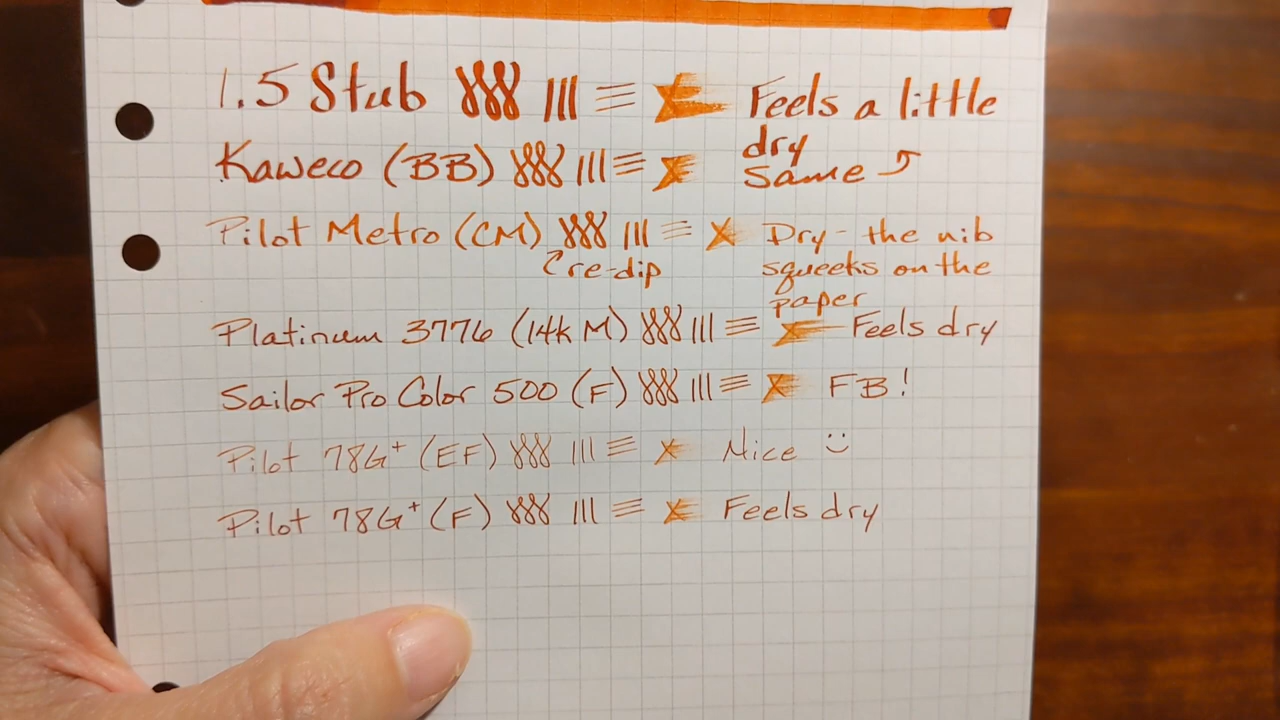 1.5 Stub Feels a little
dry
Kaweco (BB) same
Pilot Metro (CM) Dry - the nib
re-dip squeeks on the
paper
Platinum 3776 (14k M) Feels dry
Sailor Pro Color 500 (F) FB!
Pilot 78G+ (EF) Nice
Pilot 78G+ (F) Feels dry